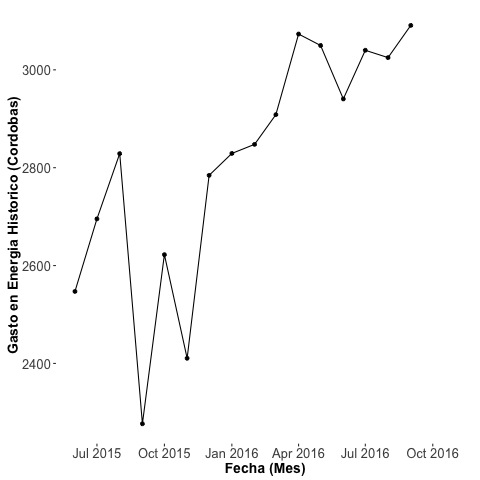 Gasto en Energia Historico (Cordobas)
3000
2800
2600
2400
Jul 2015 Oct 2015 Jan 2016 Apr 2016 Jul 2016 Oct 2016
Fecha (Mes)